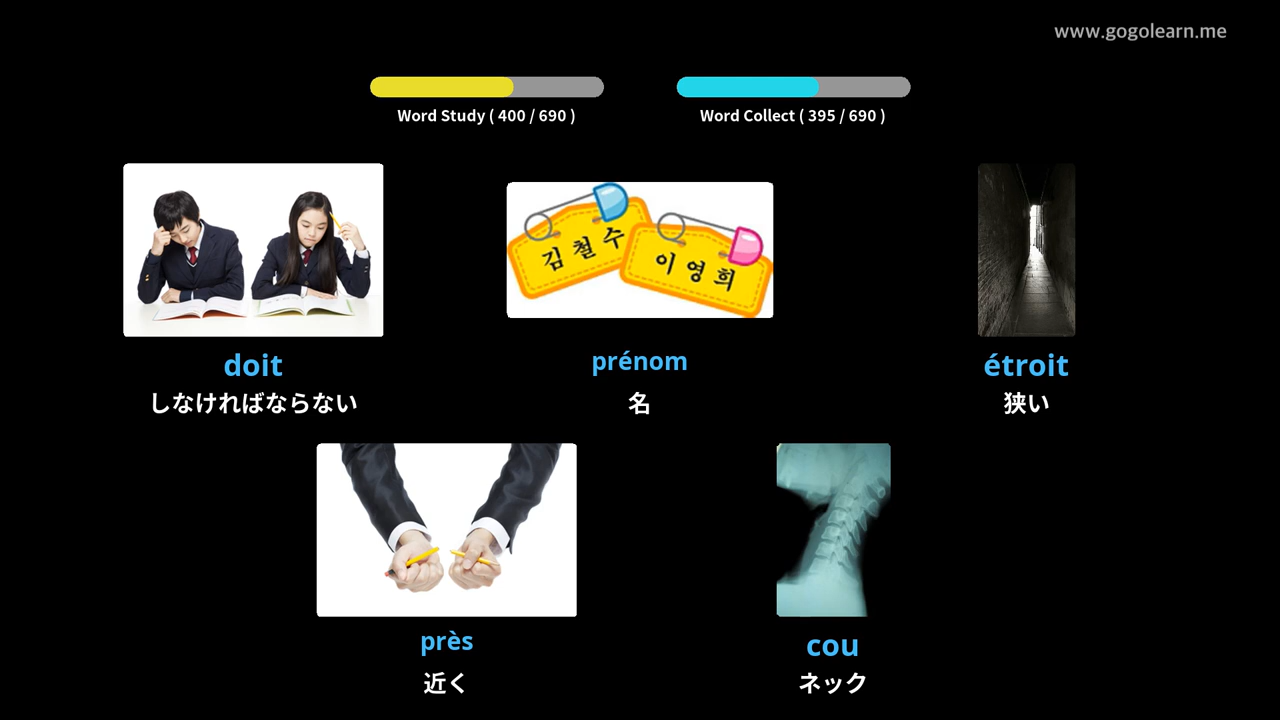 www.gogolearn.me
Word Study ( 400 / 690 )
Word Collect ( 395 / 690 )
김철수
이영희
doit
しなければならない
prénom
名
étroit
狭い
près
近く
cou
ネック